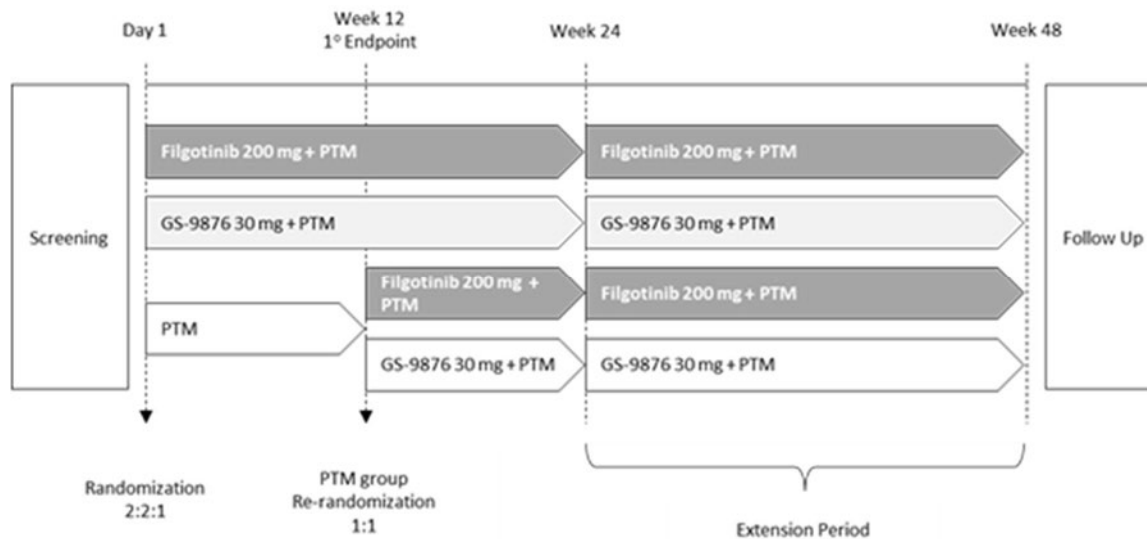 Day 1
Week 12
1° Endpoint
Week 24
Week 48
Screening
Filgotinib 200 mg + PTM
Filgotinib 200 mg + PTM
GS-9876 30 mg + PTM
GS-9876 30 mg + PTM
Filgotinib 200 mg +
PTM
Filgotinib 200 mg + PTM
PTM
GS-9876 30 mg + PTM
GS-9876 30 mg + PTM
Follow Up
Randomization
2:2:1
PTM group
Re-randomization
1:1
Extension Period